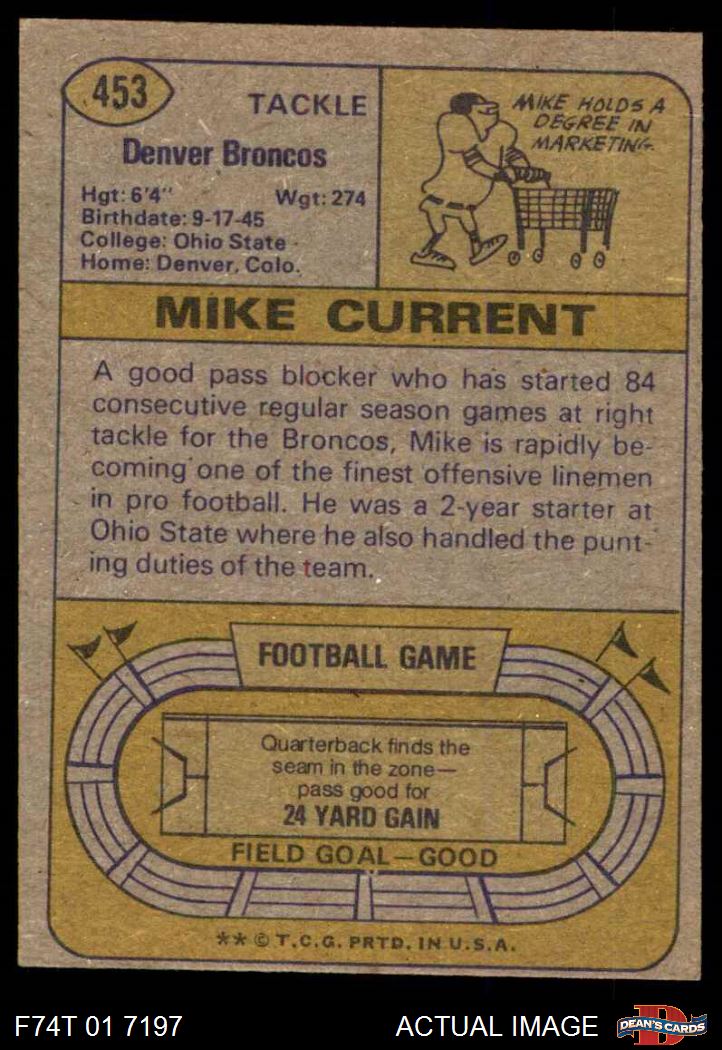 453
TACKLE
Denver Broncos
Hgt: 6'4" Wgt: 274
Birthdate: 9-17-45
College: Ohio State
Home: Denver, Colo.
MIKE HOLDS A
DEGREE IN
MARKETING.
MIKE CURRENT
A good pass blocker who has started 84
consecutive regular season games at right
tackle for the Broncos, Mike is rapidly be-
coming one of the finest offensive linemen
in pro football. He was a 2-year starter at
Ohio State where he also handled the punt-
ing duties of the team.
FOOTBALL GAME
Quarterback finds the
seam in the zone—
pass good for
24 YARD GAIN
FIELD GOAL—GOOD
** © T.C.G. PRTD. IN U.S.A.
F74T 01 7197 ACTUAL IMAGE
D
DEAN'S CARDS